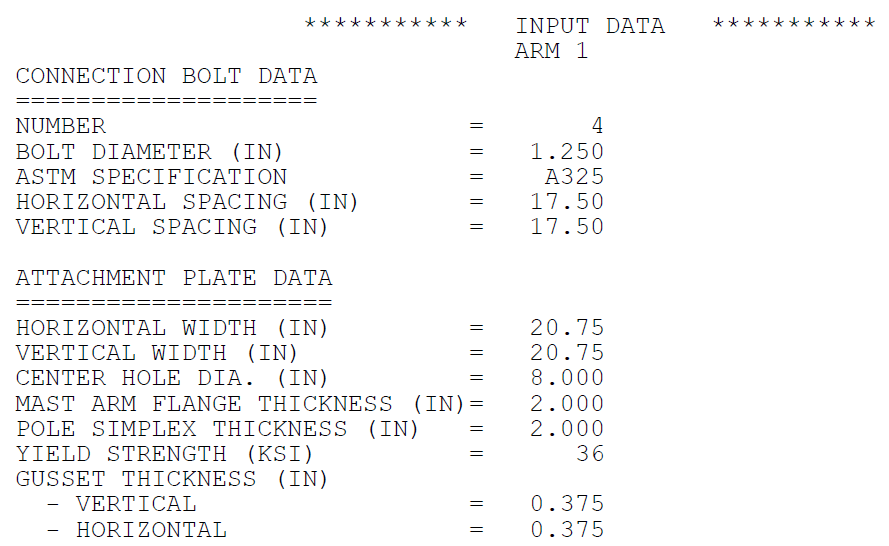 *********** INPUT DATA ***********
ARM 1
CONNECTION BOLT DATA
====================
NUMBER = 4
BOLT DIAMETER (IN) = 1.250
ASTM SPECIFICATION = A325
HORIZONTAL SPACING (IN) = 17.50
VERTICAL SPACING (IN) = 17.50
ATTACHMENT PLATE DATA
=====================
HORIZONTAL WIDTH (IN) = 20.75
VERTICAL WIDTH (IN) = 20.75
CENTER HOLE DIA. (IN) = 8.000
MAST ARM FLANGE THICKNESS (IN)= 2.000
POLE SIMPLEX THICKNESS (IN) = 2.000
YIELD STRENGTH (KSI) = 36
GUSSET THICKNESS (IN)
- VERTICAL = 0.375
- HORIZONTAL = 0.375